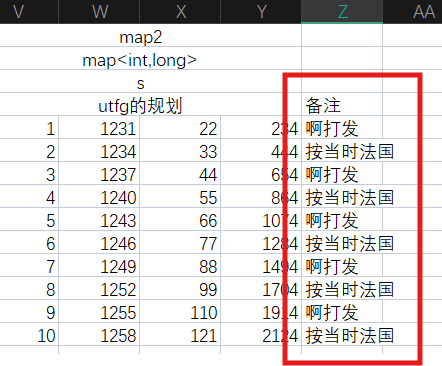 V W X Y Z AA
map2
map<int,long>
s
utfg的规划 备注
1 1231 22 234 啊打发
2 1234 33 444 按当时法国
3 1237 44 654 啊打发
4 1240 55 864 按当时法国
5 1243 66 1074 啊打发
6 1246 77 1284 按当时法国
7 1249 88 1494 啊打发
8 1252 99 1704 按当时法国
9 1255 110 1914 啊打发
10 1258 121 2124 按当时法国